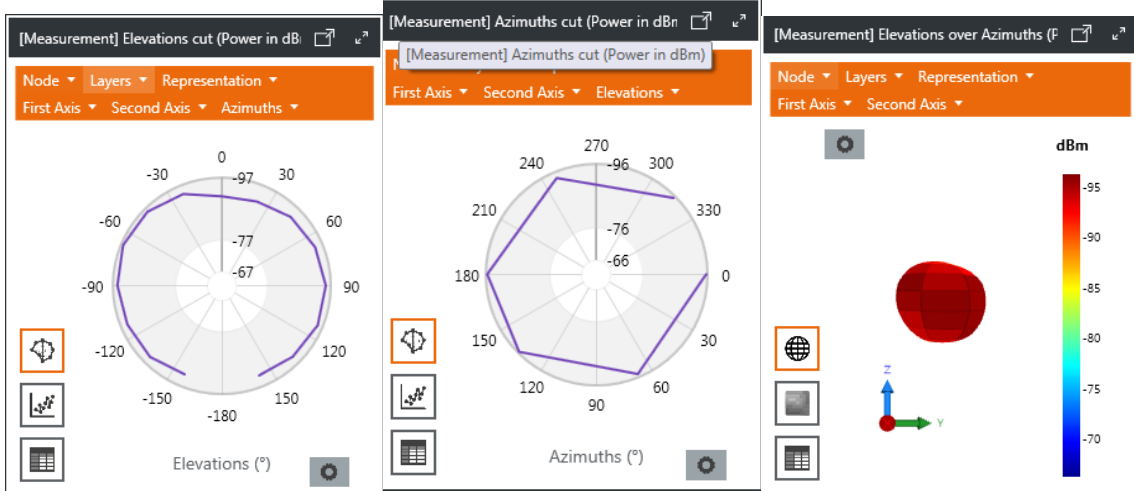 [Measurement] Elevations cut (Power in dBi
Node Layers Representation
First Axis Second Axis Azimuths
0
-30 -97 30
-60 60
-77
-67
-90 90
-120 120
-150 150
-180
Elevations (°)
[Measurement] Azimuths cut (Power in dBm
[Measurement] Azimuths cut (Power in dBm)
First Axis Second Axis Elevations
270
240 -96 300
210 330
-76
-66
180 0
150 30
120 60
90
Azimuths (°)
[Measurement] Elevations over Azimuths (P
Node Layers Representation
First Axis Second Axis
dBm
-95
-90
-85
-80
-75
-70
Z
Y